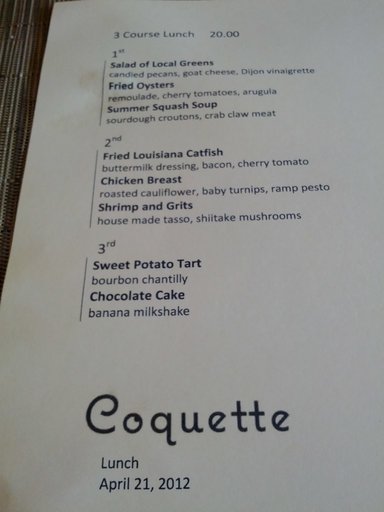 3 Course Lunch 20.00
1st
Salad of Local Greens
candied pecans, goat cheese, Dijon vinaigrette
Fried Oysters
remoulade, cherry tomatoes, arugula
Summer Squash Soup
sourdough croutons, crab claw meat
2nd
Fried Louisiana Catfish
buttermilk dressing, bacon, cherry tomato
Chicken Breast
roasted cauliflower, baby turnips, ramp pesto
Shrimp and Grits
house made tasso, shiitake mushrooms
3rd
Sweet Potato Tart
bourbon chantilly
Chocolate Cake
banana milkshake
Coquette
Lunch
April 21, 2012